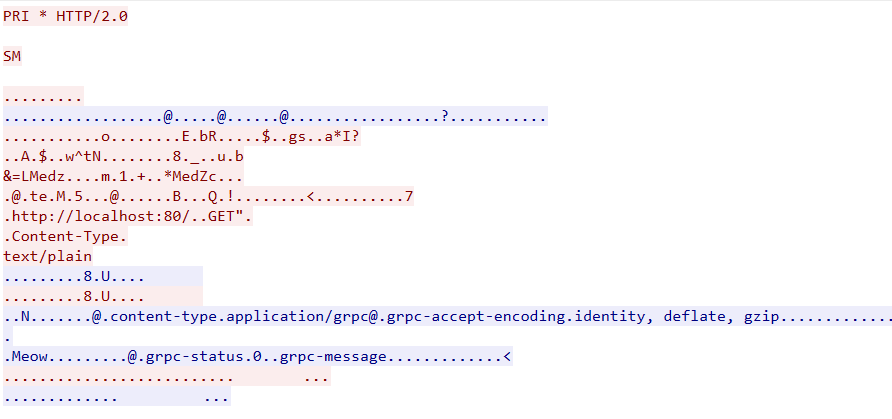 PRI * HTTP/2.0
SM
.........
..................@.....@......@.................?...........
...........o........E.bR.....$..gs..a*I?
..A.$..w^tN........8._..u.b
&=LMedz....m.1.+..*MedZc...
.@.te.M.5...@......B...Q.!........<..........7
.http://localhost:80/..GET".
.Content-Type.
text/plain
.........8.U....
.........8.U....
..N.......@.content-type.application/grpc@.grpc-accept-encoding.identity, deflate, gzip.............
.
.Meow.........@.grpc-status.0..grpc-message.............<
.......................... ...
............. ...